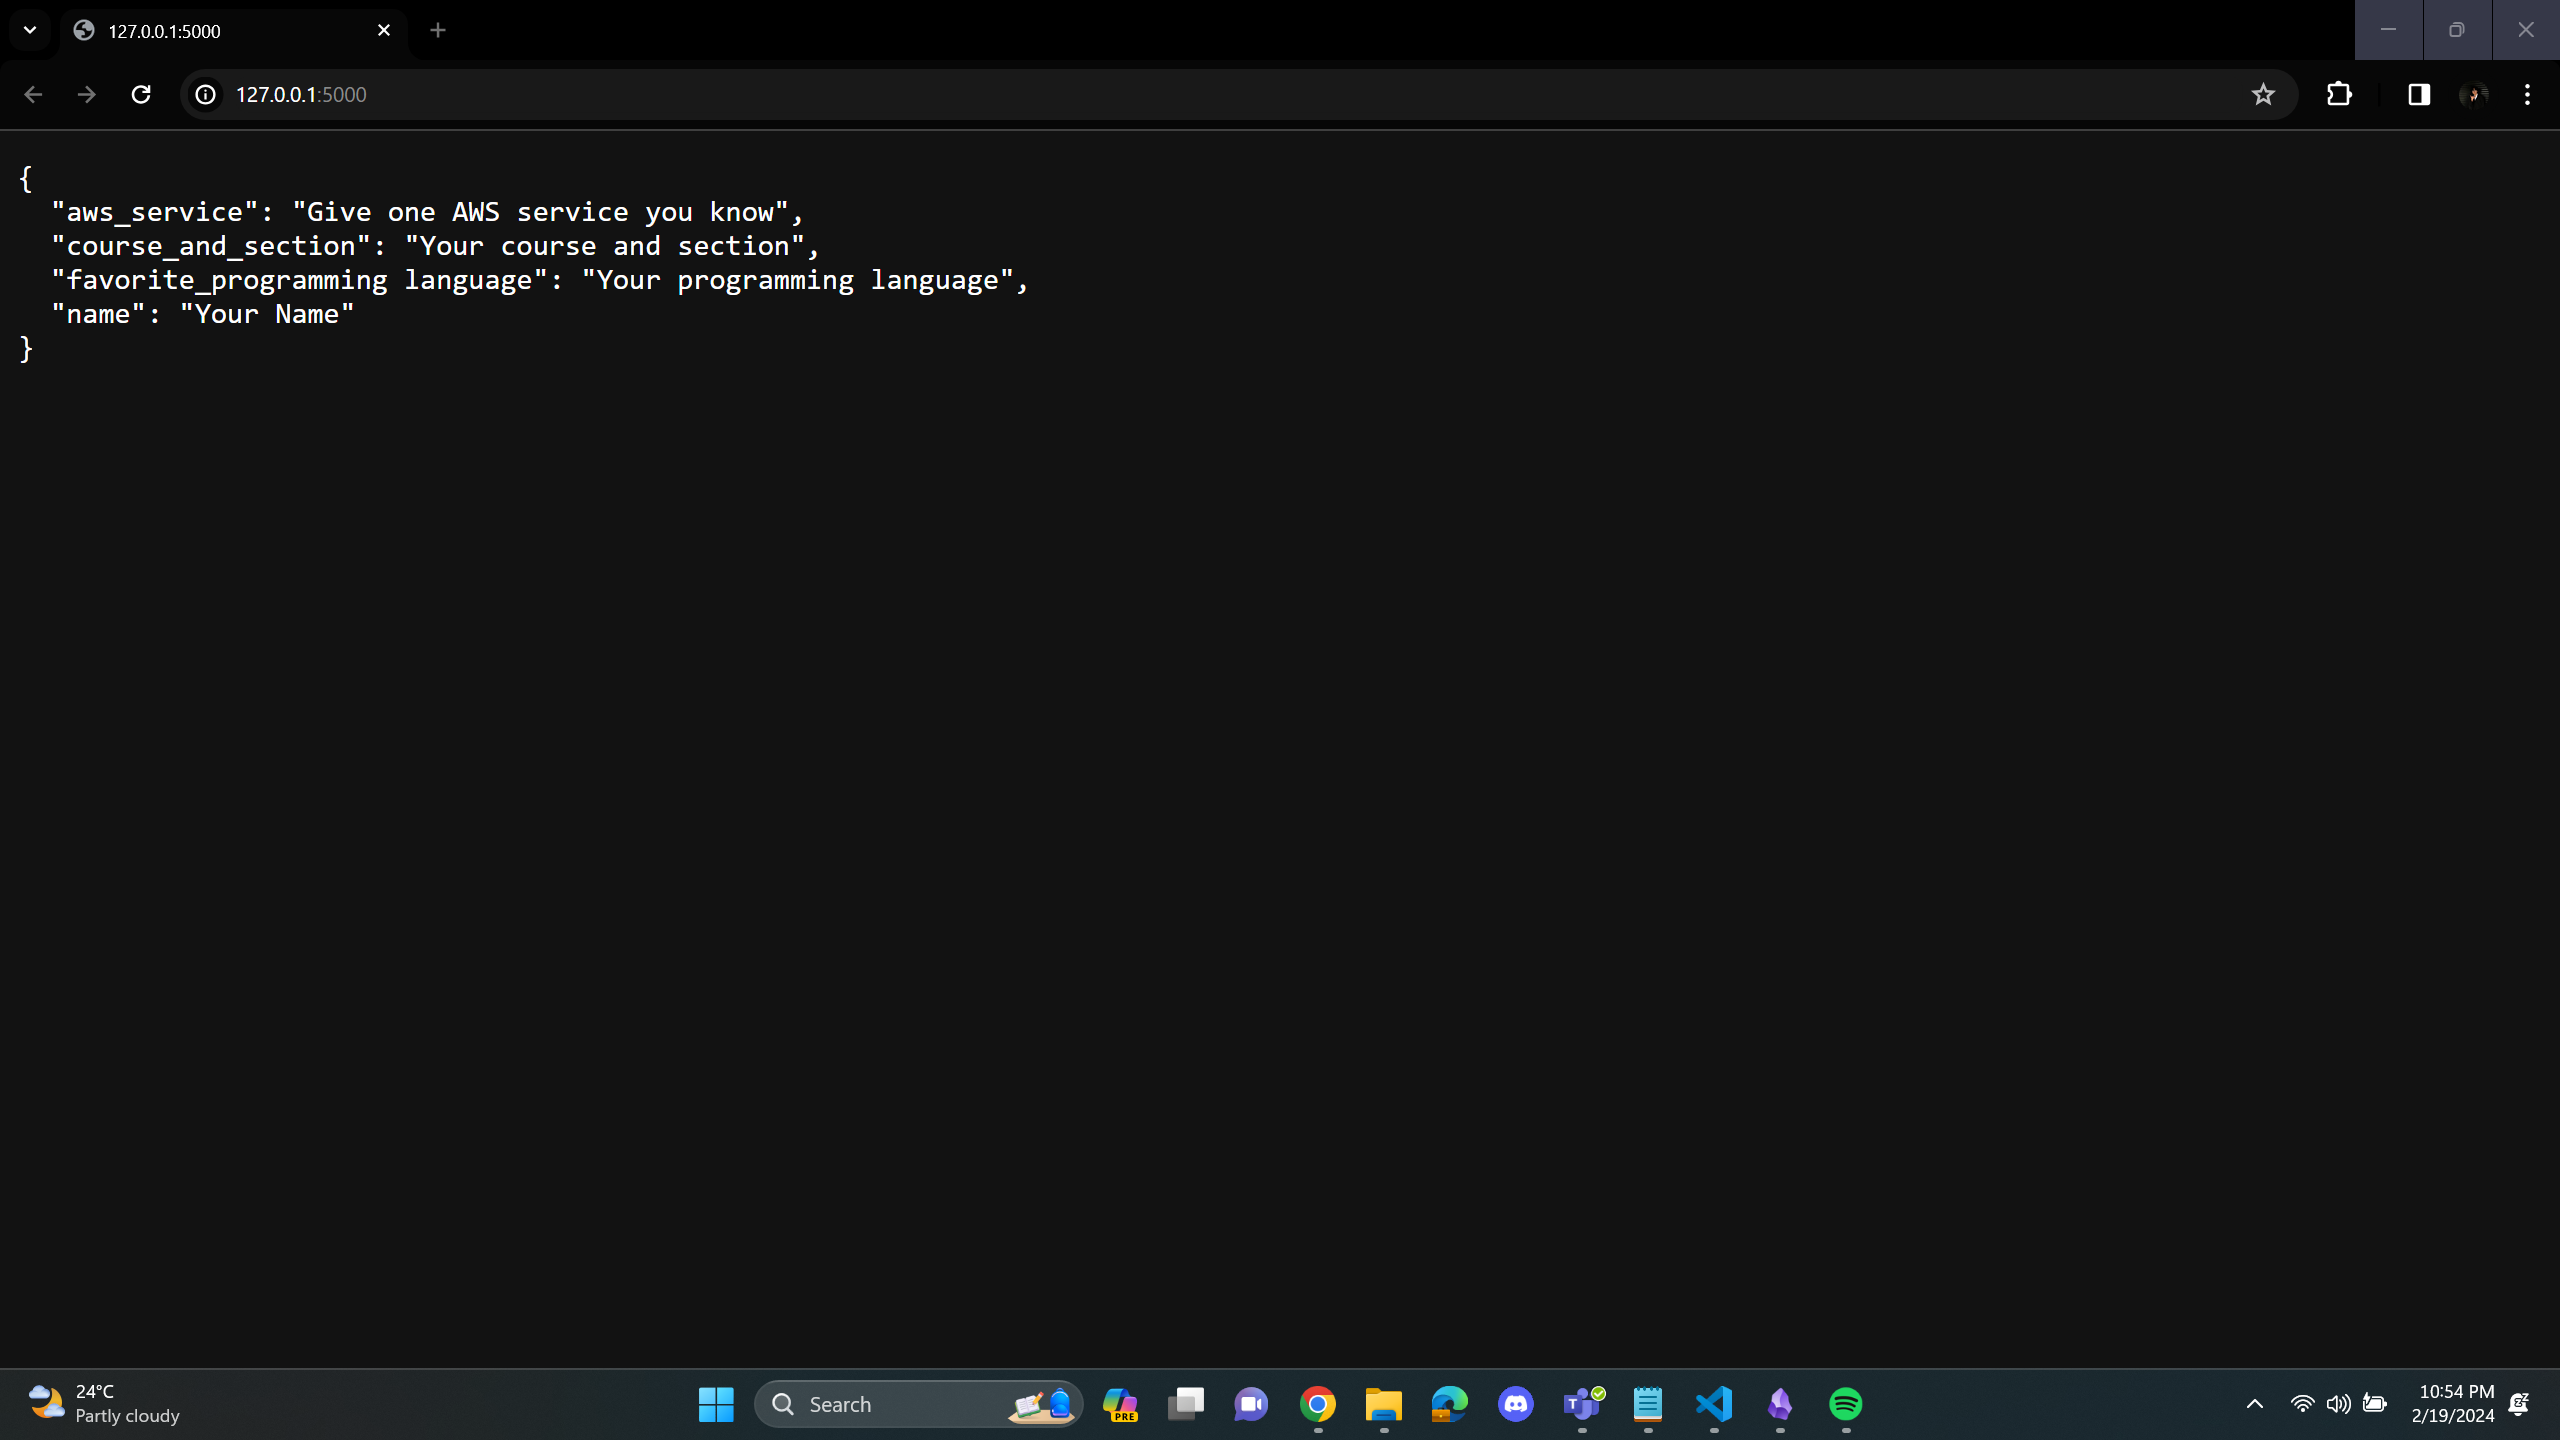 127.0.0.1:5000
127.0.0.1:5000
{
  "aws_service": "Give one AWS service you know",
  "course_and_section": "Your course and section",
  "favorite_programming language": "Your programming language",
  "name": "Your Name"
}
24°C
Partly cloudy
Search
PRE
T
10:54 PM
2/19/2024